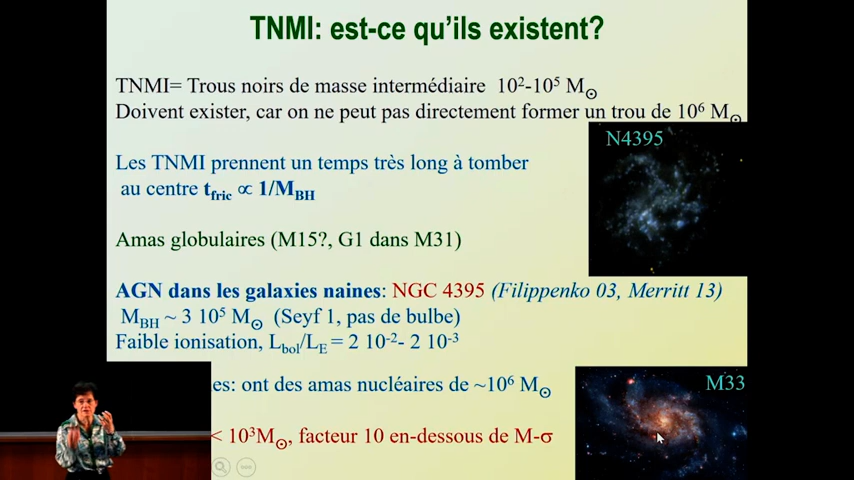 TNMI: est-ce qu'ils existent?
TNMI= Trous noirs de masse intermédiaire 10²-10⁵ M☉
Doivent exister, car on ne peut pas directement former un trou de 10⁶ M☉
N4395
Les TNMI prennent un temps très long à tomber
au centre t_fric ∝ 1/M_BH
Amas globulaires (M15?, G1 dans M31)
AGN dans les galaxies naines: NGC 4395 (Filippenko 03, Merritt 13)
M_BH ~ 3 10⁵ M☉ (Seyf 1, pas de bulbe)
Faible ionisation, L_bol/L_E = 2 10⁻²- 2 10⁻³
M33
es: ont des amas nucléaires de ~10⁶ M☉
< 10³M☉, facteur 10 en-dessous de M-σ